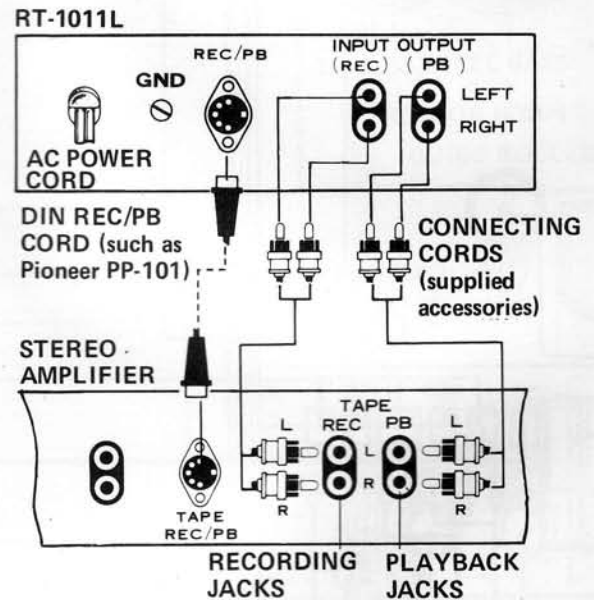 RT-1011L
REC/PB
INPUT OUTPUT
(REC) ( PB )
GND
LEFT
RIGHT
AC POWER
CORD
DIN REC/PB
CORD (such as
Pioneer PP-101)
CONNECTING
CORDS
(supplied
accessories)
STEREO
AMPLIFIER
TAPE
REC PB
L
L
L
R
R
R
TAPE
REC/PB
RECORDING
JACKS
PLAYBACK
JACKS